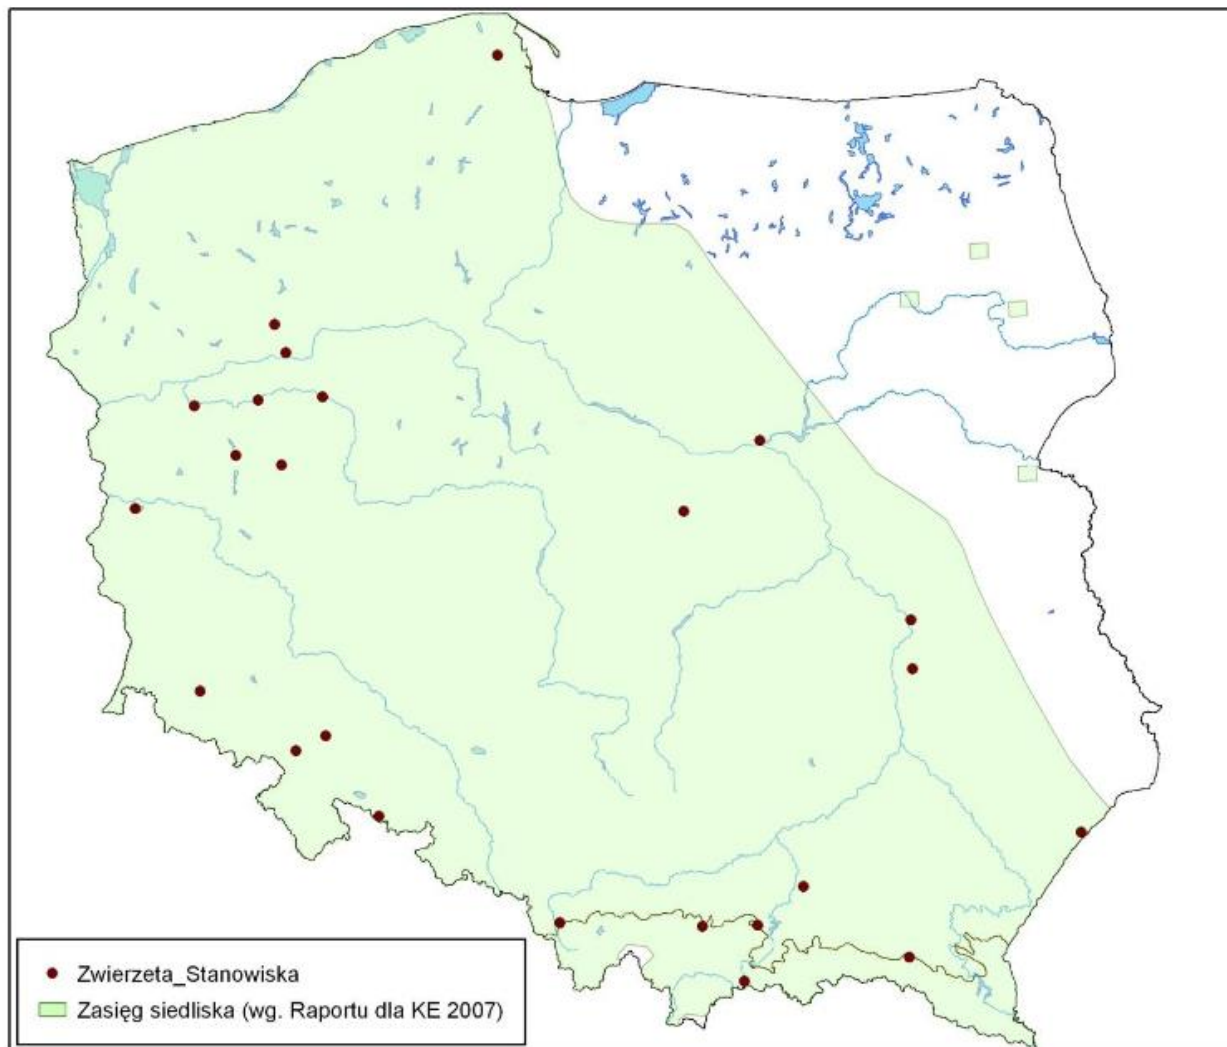 Zwierzeta_Stanowiska
Zasięg siedliska (wg. Raportu dla KE 2007)